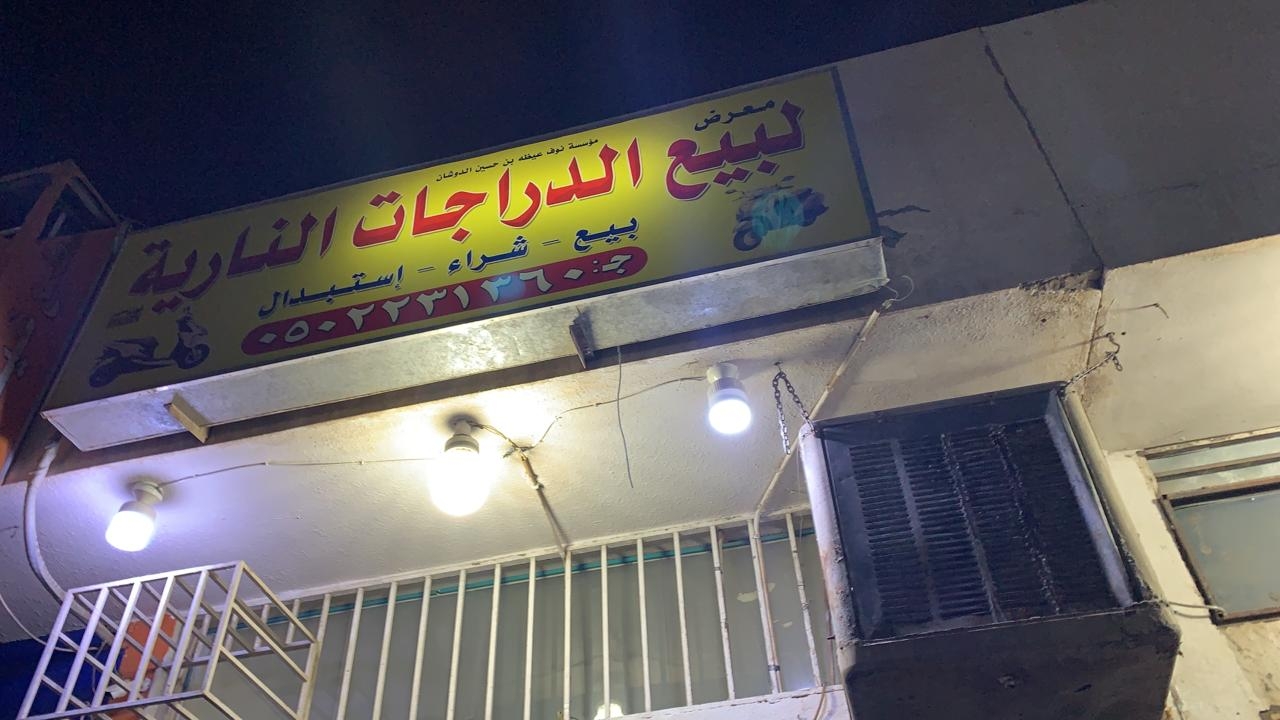 معرض
مؤسسة نوف عيظه بن حسين الدوشان
لبيع الدراجات النارية
بيع - شراء - إستبدال
ج: ٠٥٠٢٢٣١٣٦٠